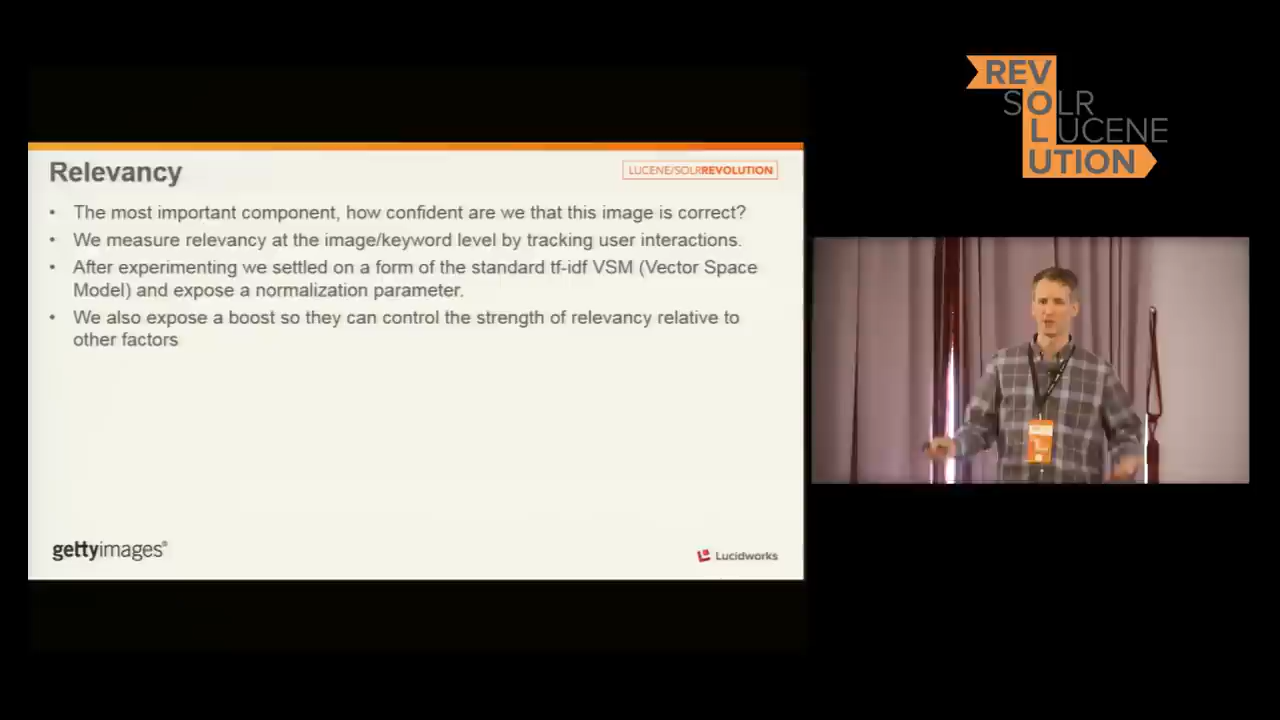 REV
SOLR
O
LUCENE
UTION
Relevancy
LUCENE/SOLRREVOLUTION
• The most important component, how confident are we that this image is correct?
• We measure relevancy at the image/keyword level by tracking user interactions.
• After experimenting we settled on a form of the standard tf-idf VSM (Vector Space
Model) and expose a normalization parameter.
• We also expose a boost so they can control the strength of relevancy relative to
other factors
gettyimages®
Lucidworks